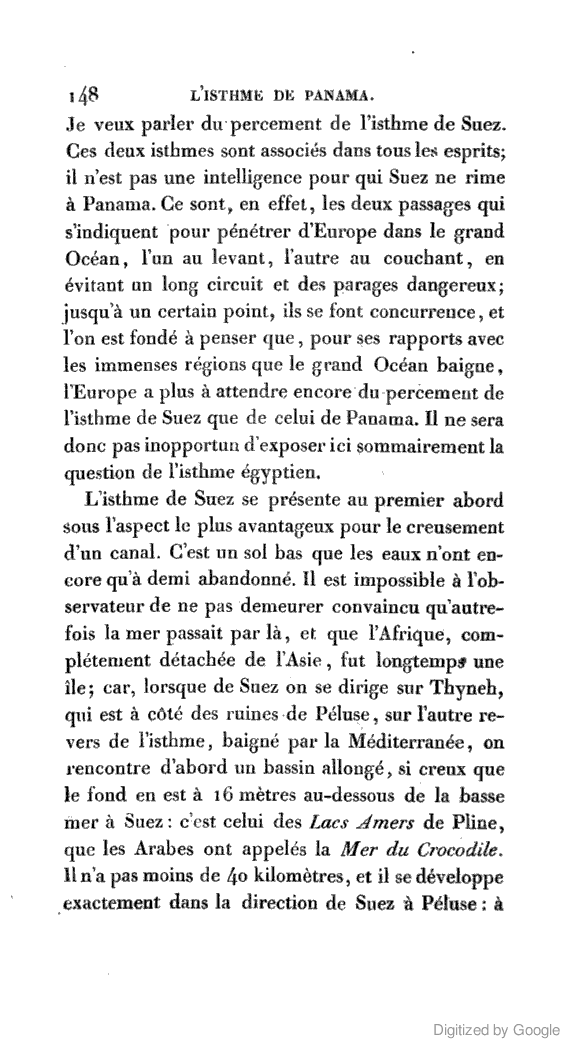 148 L'ISTHME DE PANAMA.
Je veux parler du percement de l'isthme de Suez.
Ces deux isthmes sont associés dans tous les esprits;
il n'est pas une intelligence pour qui Suez ne rime
à Panama. Ce sont, en effet, les deux passages qui
s'indiquent pour pénétrer d'Europe dans le grand
Océan, l'un au levant, l'autre au couchant, en
évitant un long circuit et des parages dangereux;
jusqu'à un certain point, ils se font concurrence, et
l'on est fondé à penser que, pour ses rapports avec
les immenses régions que le grand Océan baigne,
l'Europe a plus à attendre encore du percement de
l'isthme de Suez que de celui de Panama. Il ne sera
donc pas inopportun d'exposer ici sommairement la
question de l'isthme égyptien.
L'isthme de Suez se présente au premier abord
sous l'aspect le plus avantageux pour le creusement
d'un canal. C'est un sol bas que les eaux n'ont en-
core qu'à demi abandonné. Il est impossible à l'ob-
servateur de ne pas demeurer convaincu qu'autre-
fois la mer passait par là, et que l'Afrique, com-
plétement détachée de l'Asie, fut longtemps une
île; car, lorsque de Suez on se dirige sur Thyneh,
qui est à côté des ruines de Péluse, sur l'autre re-
vers de l'isthme, baigné par la Méditerranée, on
rencontre d'abord un bassin allongé, si creux que
le fond en est à 16 mètres au-dessous de la basse
mer à Suez: c'est celui des Lacs Amers de Pline,
que les Arabes ont appelés la Mer du Crocodile.
Il n'a pas moins de 40 kilomètres, et il se développe
exactement dans la direction de Suez à Péluse: à
Digitized by Google